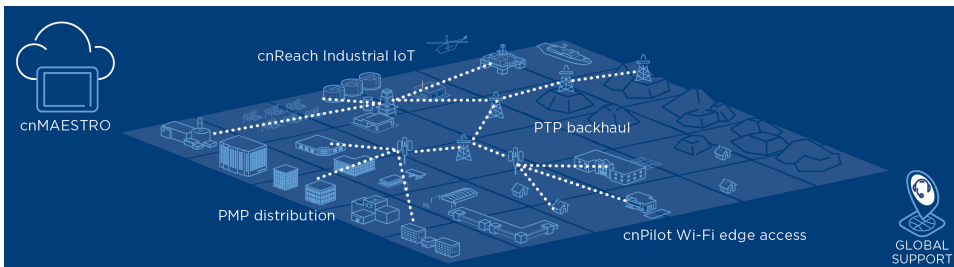 cnReach Industrial IoT
cnMAESTRO
PTP backhaul
PMP distribution
cnPilot Wi-Fi edge access
GLOBAL
SUPPORT